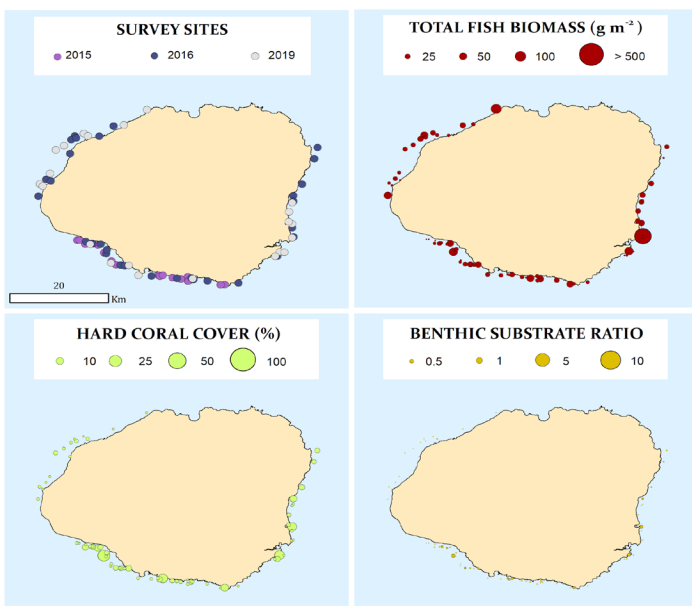 SURVEY SITES
2015 2016 2019
20
Km
TOTAL FISH BIOMASS (g m⁻²)
25 50 100 > 500
HARD CORAL COVER (%)
10 25 50 100
BENTHIC SUBSTRATE RATIO
0.5 1 5 10